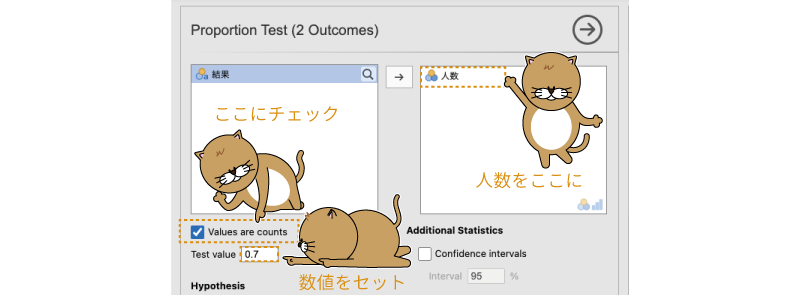 Proportion Test (2 Outcomes)
結果
人数
ここにチェック
人数をここに
Values are counts
Additional Statistics
Test value 0.7
Confidence intervals
数値をセット
Interval 95 %
Hypothesis